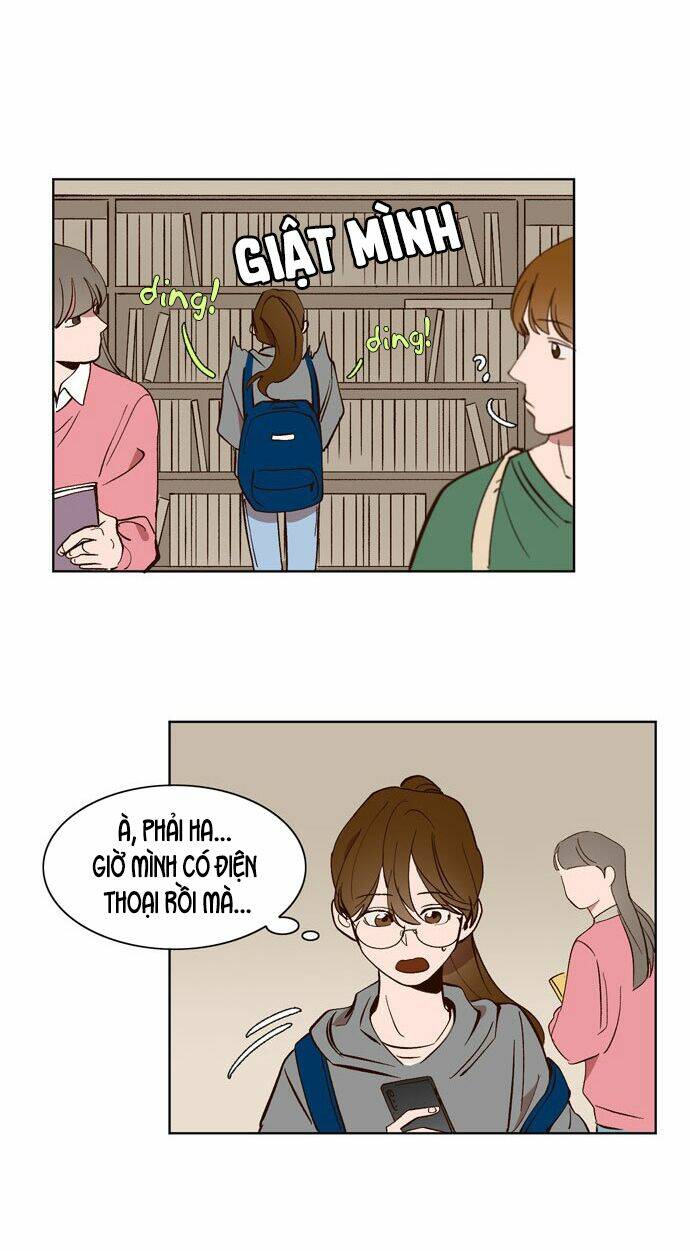 GIẬT MÌNH
ding!
ding!
?
À, PHẢI HA...
GIỜ MÌNH CÓ ĐIỆN
THOẠI RỒI MÀ...